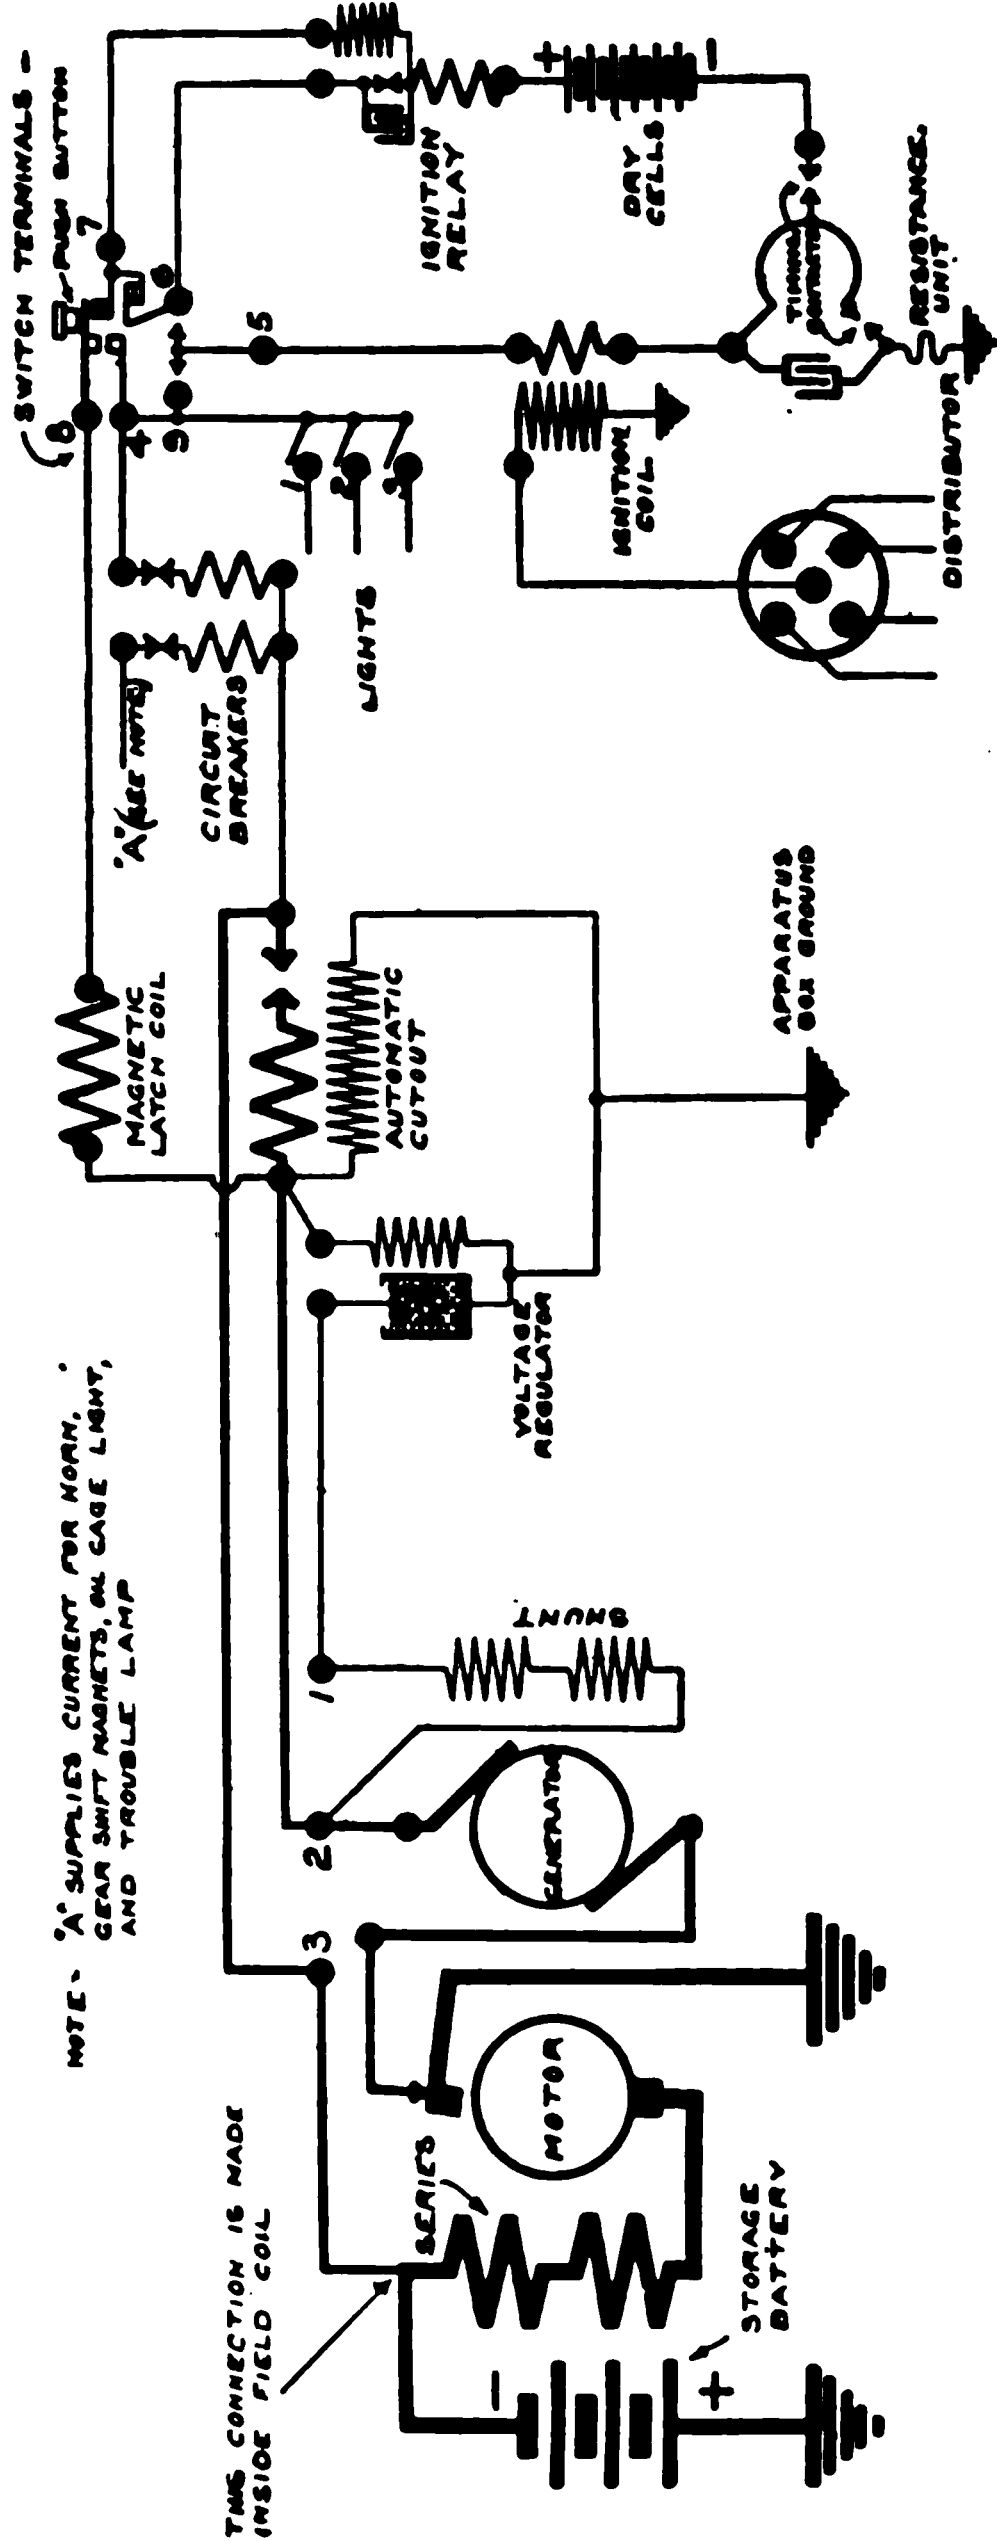 THIS CONNECTION IS MADE
INSIDE FIELD COIL
NOTE- "A" SUPPLIES CURRENT FOR HORN,
GEAR SHIFT MAGNETS, OIL GAGE LIGHT,
AND TROUBLE LAMP
SWITCH TERMINALS -
PUSH BUTTON
MAGNETIC
LATCH COIL
"A" (SEE NOTE)
8
7
4
6
9
5
CIRCUIT
BREAKERS
1
2
3
LIGHTS
IGNITION
RELAY
+
-
DRY
CELLS
AUTOMATIC
CUTOUT
3
2
1
SERIES
MOTOR
GENERATOR
SHUNT
VOLTAGE
REGULATOR
IGNITION
COIL
TIMING
CONTACTS
RESISTANCE
UNIT
-
+
STORAGE
BATTERY
APPARATUS
BOX GROUND
DISTRIBUTOR